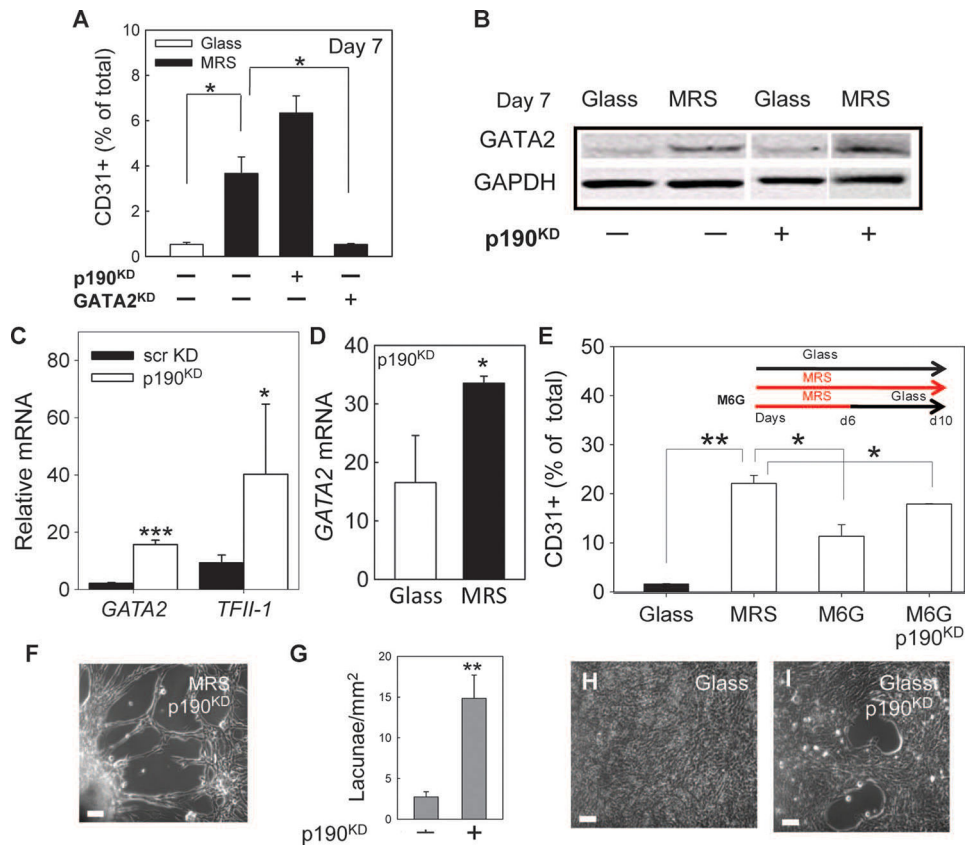 A
Glass
MRS
Day 7
*
*
CD31+ (% of total)
10
8
6
4
2
0
p190KD — — + —
GATA2KD — — — +
B
Day 7 Glass MRS Glass MRS
GATA2
GAPDH
p190KD — — + +
C
scr KD
p190KD
Relative mRNA
80
60
40
20
0
***
*
GATA2 TFII-1
D
p190KD
*
GATA2 mRNA
40
30
20
10
0
Glass MRS
E
Glass
MRS
M6G MRS Glass
Days d6 d10
** * *
CD31+ (% of total)
50
40
30
20
10
0
Glass MRS M6G M6G
p190KD
F
MRS
p190KD
G
**
Lacunae/mm2
20
15
10
5
0
p190KD – +
H
Glass
I
Glass
p190KD